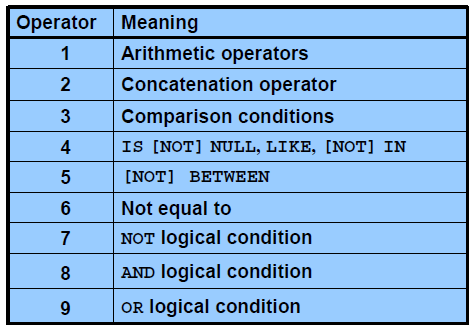 Operator Meaning
1 Arithmetic operators
2 Concatenation operator
3 Comparison conditions
4 IS [NOT] NULL, LIKE, [NOT] IN
5 [NOT] BETWEEN
6 Not equal to
7 NOT logical condition
8 AND logical condition
9 OR logical condition